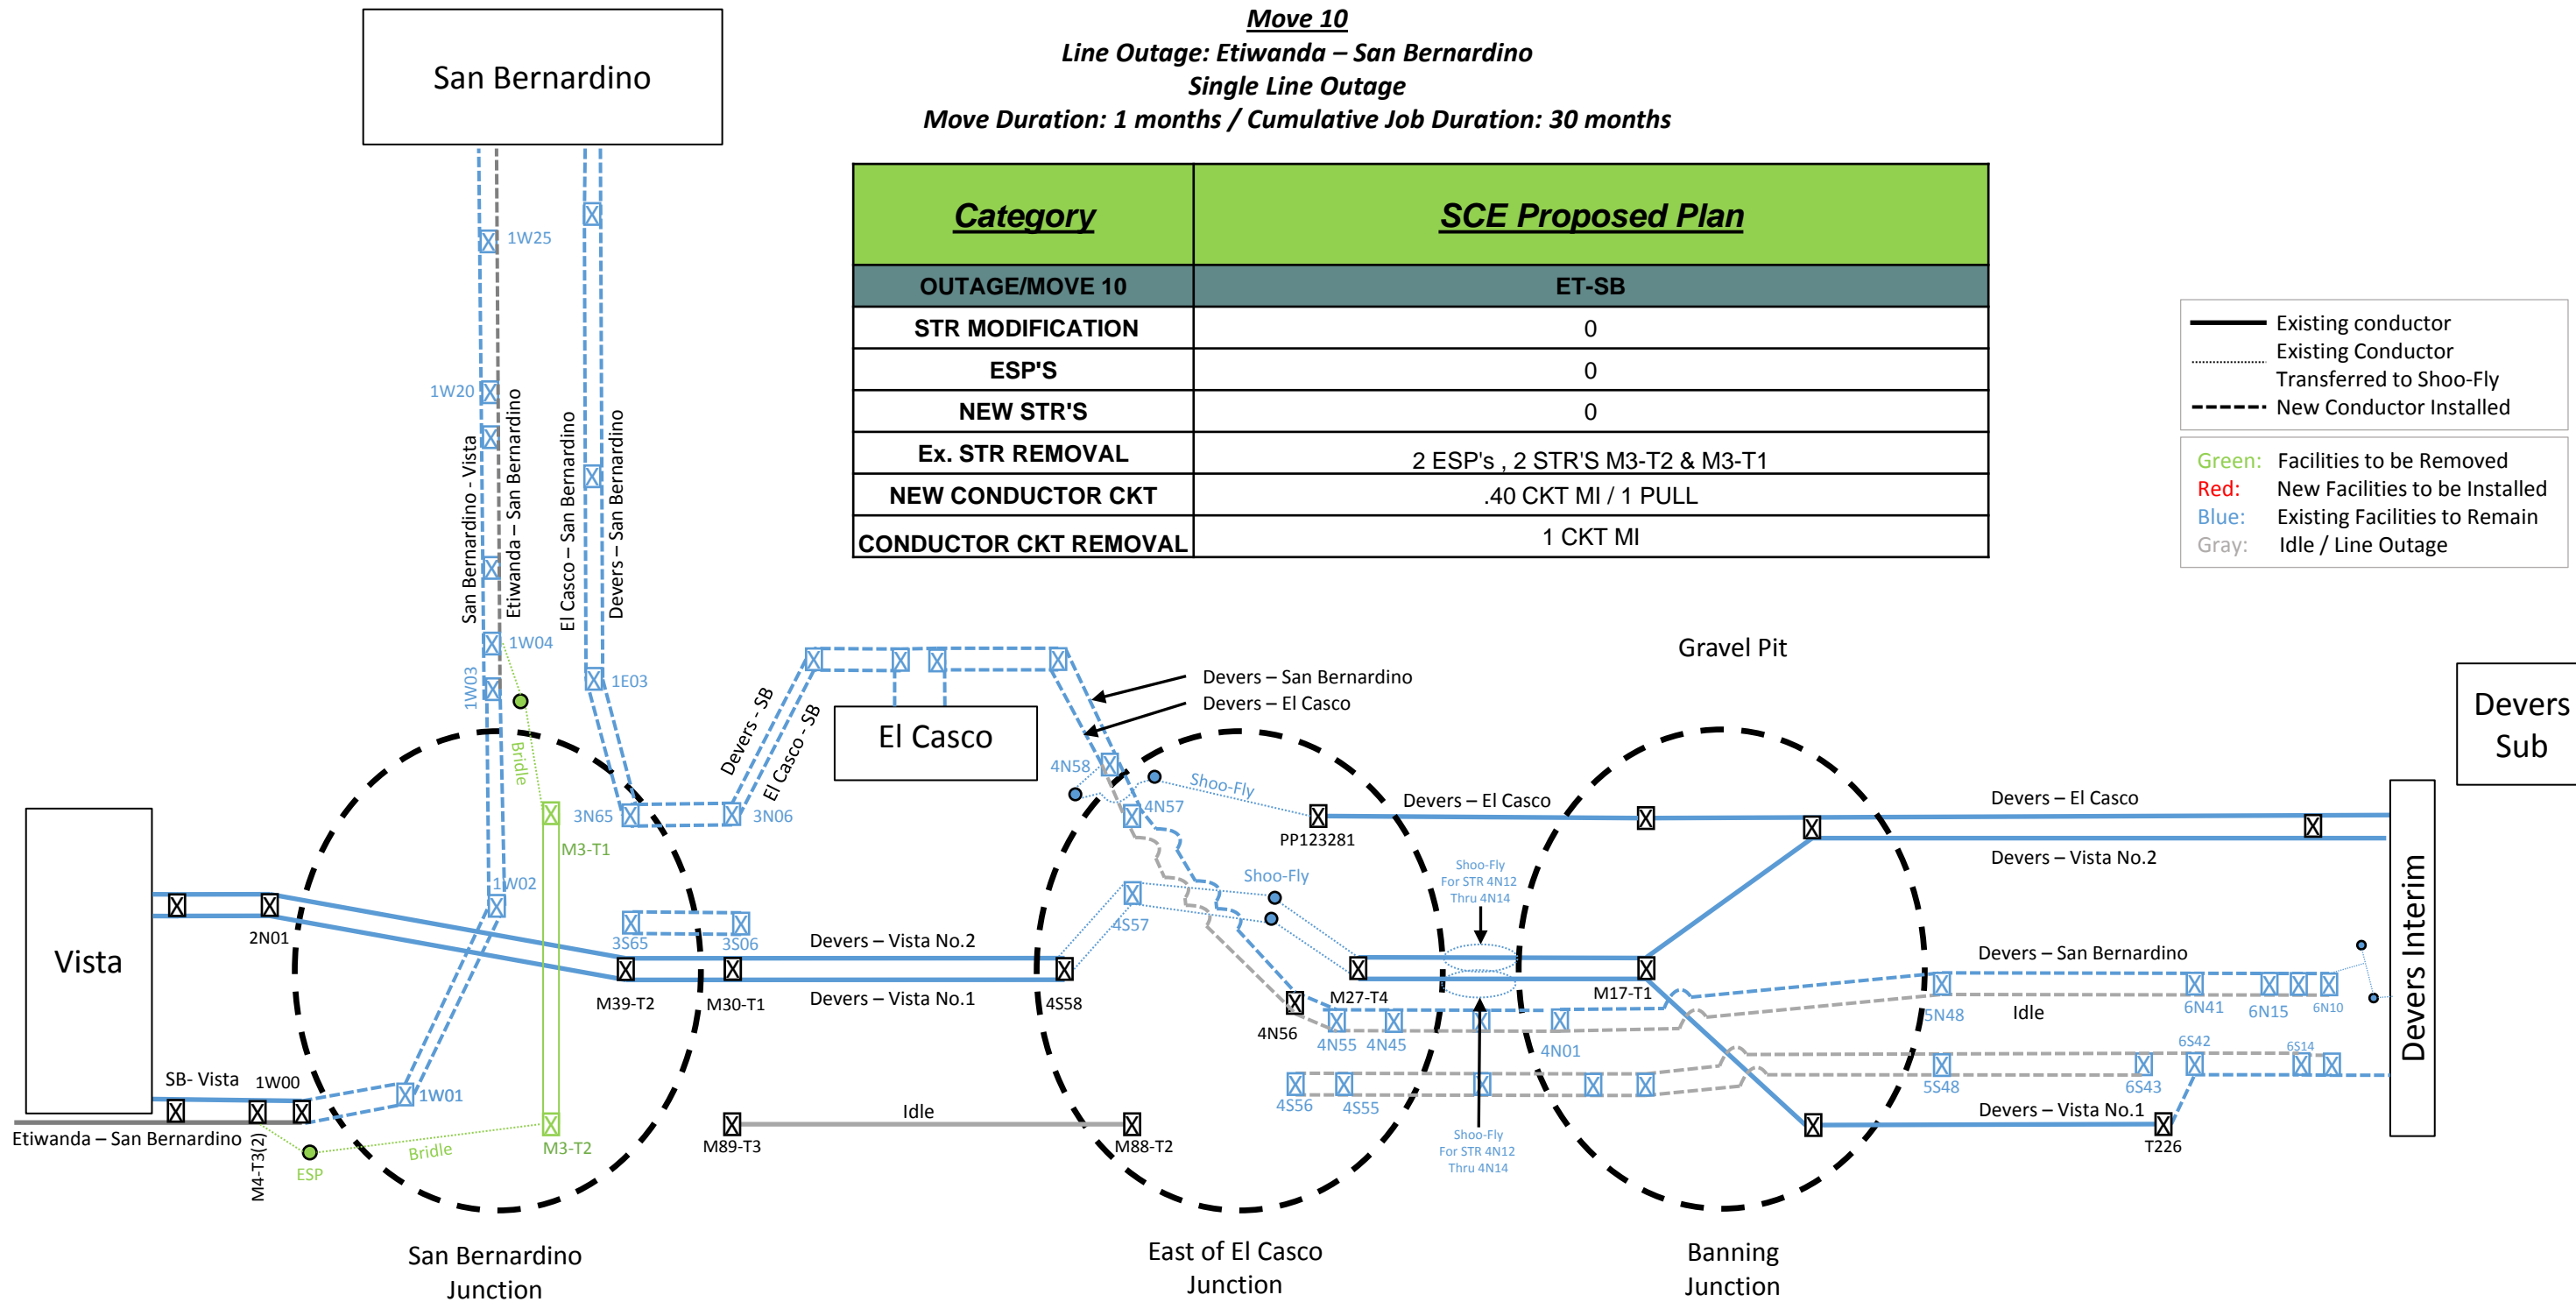 Move 10
Line Outage: Etiwanda – San Bernardino
Single Line Outage
Move Duration: 1 months / Cumulative Job Duration: 30 months
San Bernardino
Category
SCE Proposed Plan
OUTAGE/MOVE 10
ET-SB
STR MODIFICATION
0
ESP'S
0
NEW STR'S
0
Ex. STR REMOVAL
2 ESP's , 2 STR'S M3-T2 & M3-T1
NEW CONDUCTOR CKT
.40 CKT MI / 1 PULL
CONDUCTOR CKT REMOVAL
1 CKT MI
Existing conductor
Existing Conductor
Transferred to Shoo-Fly
New Conductor Installed
Green: Facilities to be Removed
Red: New Facilities to be Installed
Blue: Existing Facilities to Remain
Gray: Idle / Line Outage
1W25
1W20
San Bernardino - Vista
Etiwanda – San Bernardino
El Casco – San Bernardino
Devers – San Bernardino
1W04
1W03
1E03
Bridle
Devers - SB
El Casco - SB
El Casco
Devers – San Bernardino
Devers – El Casco
Gravel Pit
Devers
Sub
4N58
Shoo-Fly
4N57
3N65
3N06
M3-T1
PP123281
Devers – El Casco
Devers – El Casco
Devers – Vista No.2
1W02
2N01
3S65
3S06
Vista
Devers – Vista No.2
4S57
Shoo-Fly
Shoo-Fly
For STR 4N12
Thru 4N14
M39-T2
M30-T1
Devers – Vista No.1
4S58
4N56
M27-T4
M17-T1
Devers – San Bernardino
Idle
4N55
4N45
4N01
5N48
6N41
6N15
6N10
Devers Interim
SB- Vista
1W00
1W01
4S56
4S55
5S48
6S43
6S42
6S14
Etiwanda – San Bernardino
M4-T3(2)
ESP
Bridle
M3-T2
M89-T3
Idle
M88-T2
Shoo-Fly
For STR 4N12
Thru 4N14
Devers – Vista No.1
T226
San Bernardino
Junction
East of El Casco
Junction
Banning
Junction